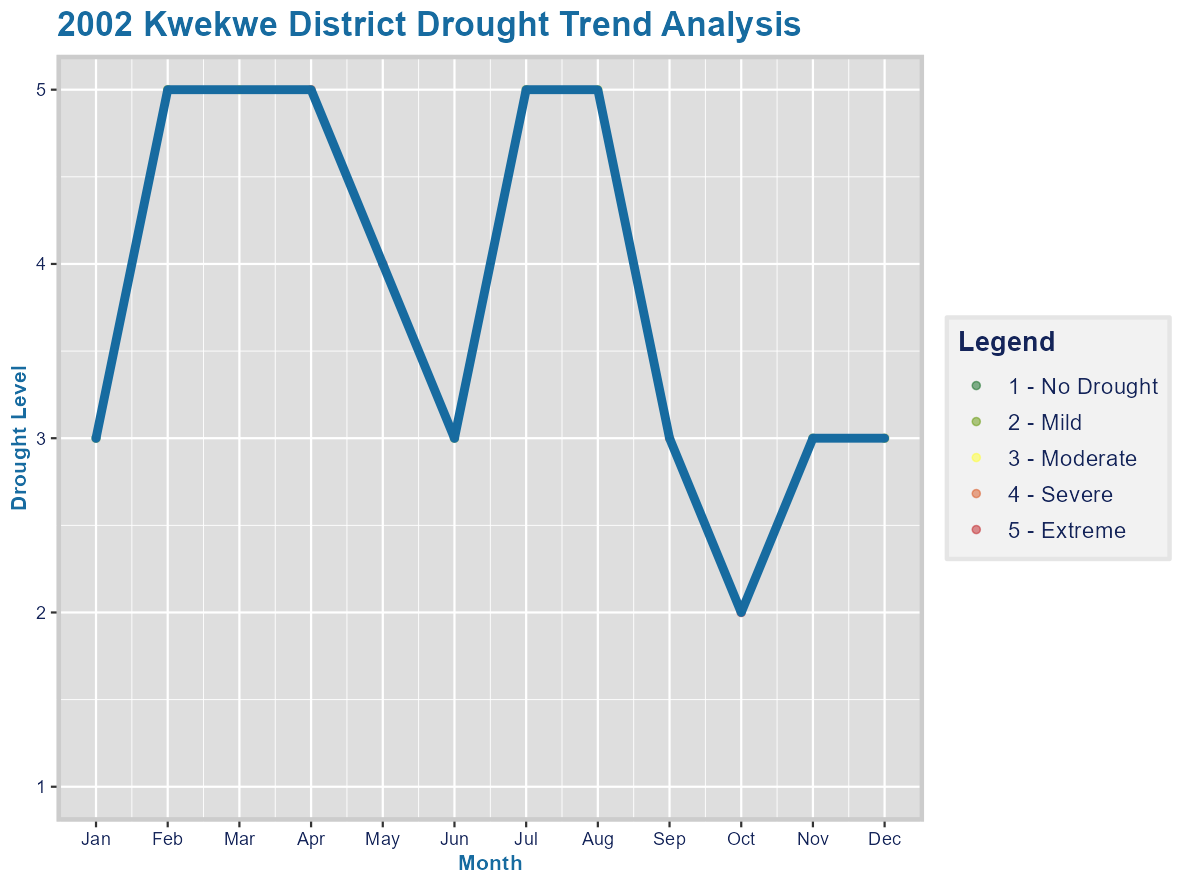 2002 Kwekwe District Drought Trend Analysis
5
4
3
2
1
Drought Level
Jan Feb Mar Apr May Jun Jul Aug Sep Oct Nov Dec
Month
Legend
1 - No Drought
2 - Mild
3 - Moderate
4 - Severe
5 - Extreme